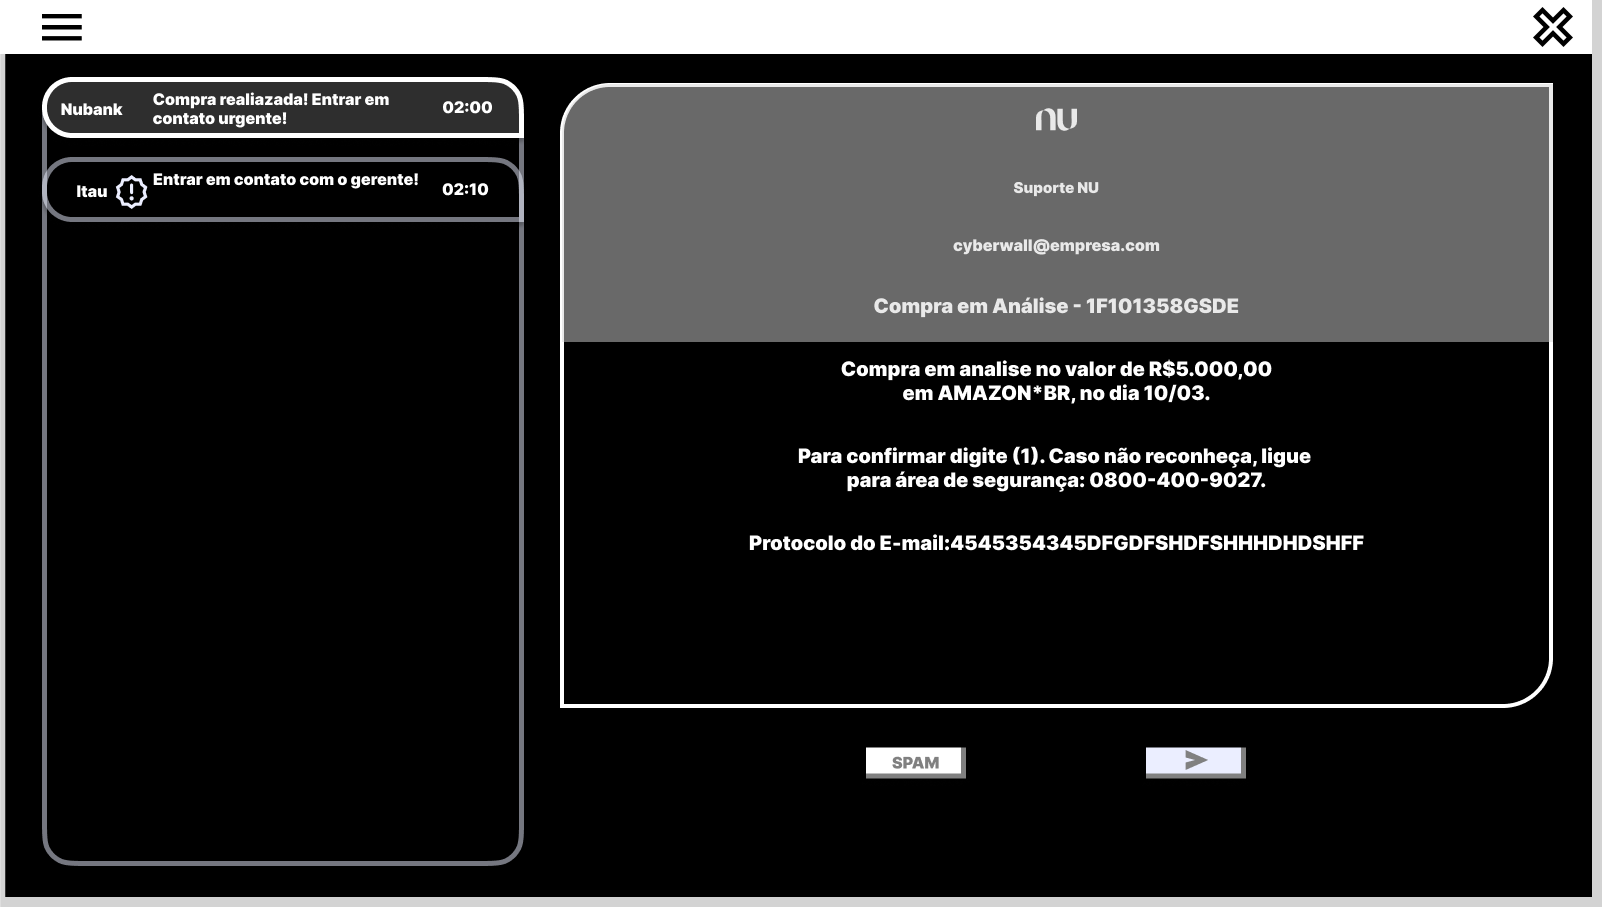 Nubank
Compra realiazada! Entrar em
contato urgente!
02:00
Itau
Entrar em contato com o gerente!
02:10
nu
Suporte NU
cyberwall@empresa.com
Compra em Análise - 1F101358GSDE
Compra em analise no valor de R$5.000,00
em AMAZON*BR, no dia 10/03.
Para confirmar digite (1). Caso não reconheça, ligue
para área de segurança: 0800-400-9027.
Protocolo do E-mail:4545354345DFGDFSHDFSHHHDHDSHFF
SPAM